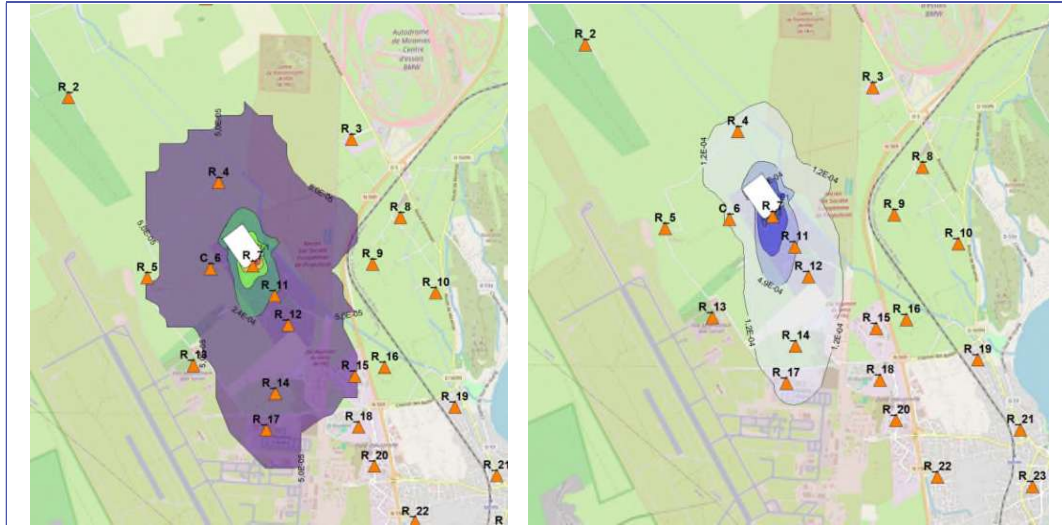 Autodrome
de Miramas
Centre
d'essais
BMW
R_2
R_3
5,0E-05
R_4
R_8
5,0E-05
C_6
R_7
R_9
R_5
R_10
R_11
2,4E-04
R_12
5,0E-05
R_13
R_15
R_16
R_14
R_19
R_17
R_18
5,0E-05
R_20
R_21
R_22
R
d'essais
BMW
R_2
R_3
R_4
1,2E-04
1,2E-04
R_8
C_6
R_7
R_9
R_5
R_10
R_11
R_12
4,9E-04
R_13
R_15
R_16
1,2E-04
1,2E-04
R_14
R_19
R_17
R_18
R_20
R_21
R_22
R_23